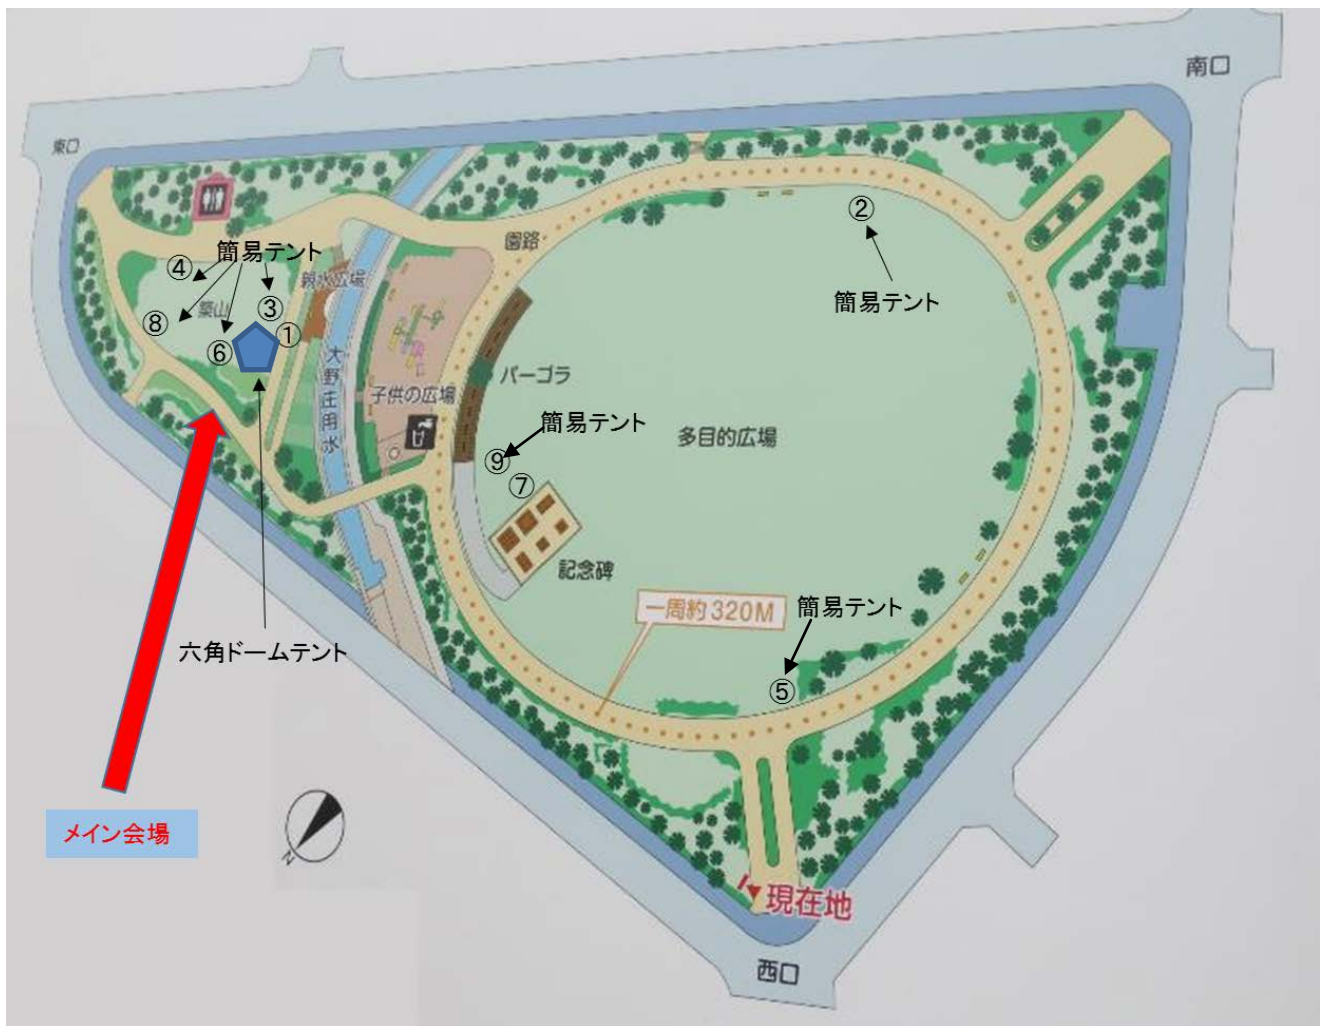 南口
東口
②
園路
簡易テント
④
親水広場
簡易テント
③
築山
⑧
①
⑥
大野庄用水
パーゴラ
子供の広場
簡易テント
多目的広場
⑨
⑦
記念碑
一周約320M
簡易テント
六角ドームテント
⑤
メイン会場
N
現在地
西口